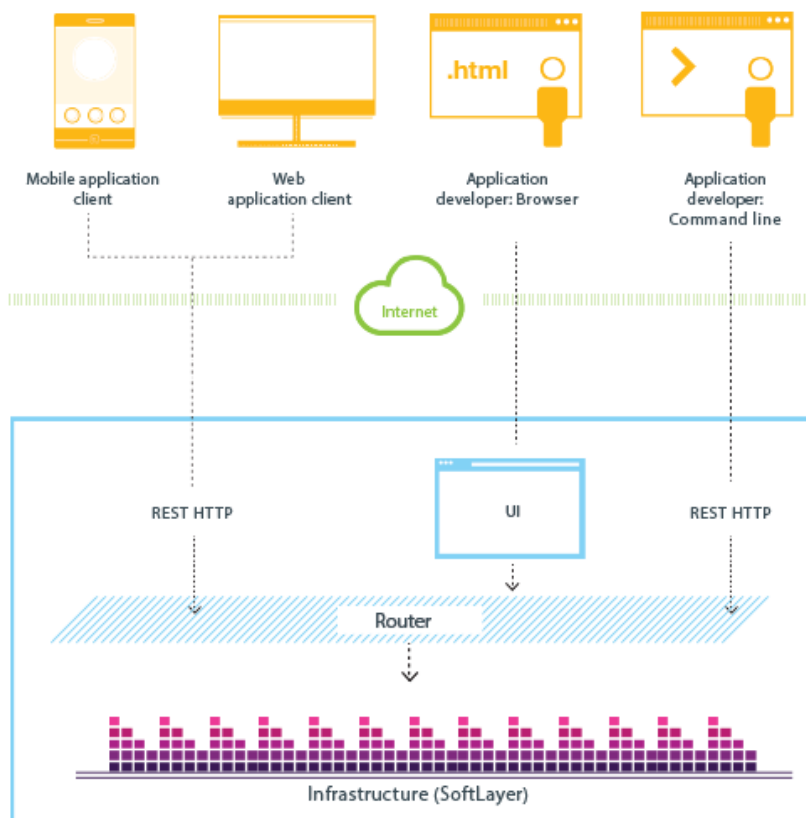 .html
Mobile application
client
Web
application client
Application
developer: Browser
Application
developer:
Command line
Internet
REST HTTP
UI
REST HTTP
Router
Infrastructure (SoftLayer)